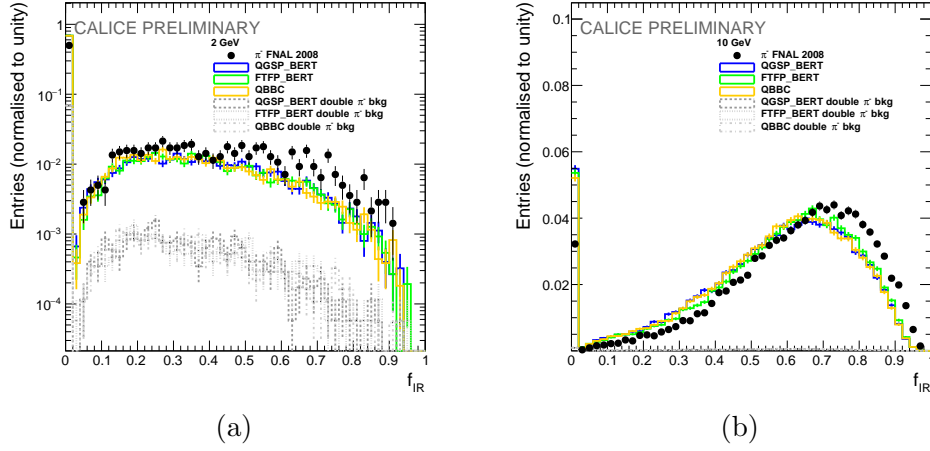 CALICE PRELIMINARY
2 GeV
π⁻ FNAL 2008
QGSP_BERT
FTFP_BERT
QBBC
QGSP_BERT double π⁻ bkg
FTFP_BERT double π⁻ bkg
QBBC double π⁻ bkg
Entries (normalised to unity)
1
10⁻¹
10⁻²
10⁻³
10⁻⁴
0 0.1 0.2 0.3 0.4 0.5 0.6 0.7 0.8 0.9 1
f_IR
(a)
CALICE PRELIMINARY
10 GeV
π⁻ FNAL 2008
QGSP_BERT
FTFP_BERT
QBBC
QGSP_BERT double π⁻ bkg
FTFP_BERT double π⁻ bkg
QBBC double π⁻ bkg
Entries (normalised to unity)
0.1
0.08
0.06
0.04
0.02
0 0.1 0.2 0.3 0.4 0.5 0.6 0.7 0.8 0.9 1
f_IR
(b)